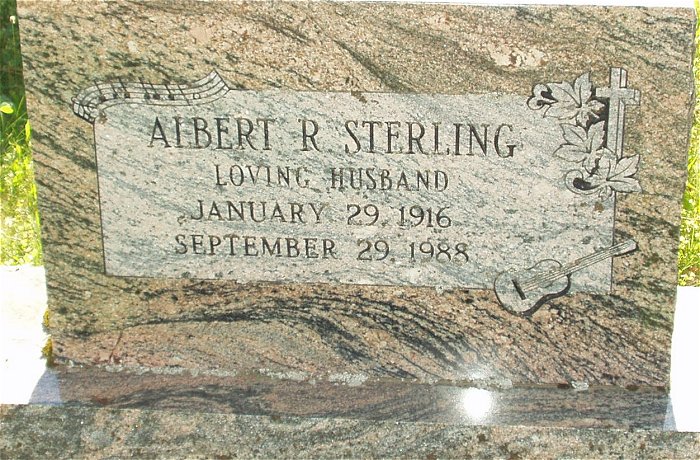 ALBERT R STERLING
LOVING HUSBAND
JANUARY 29, 1916
SEPTEMBER 29, 1988